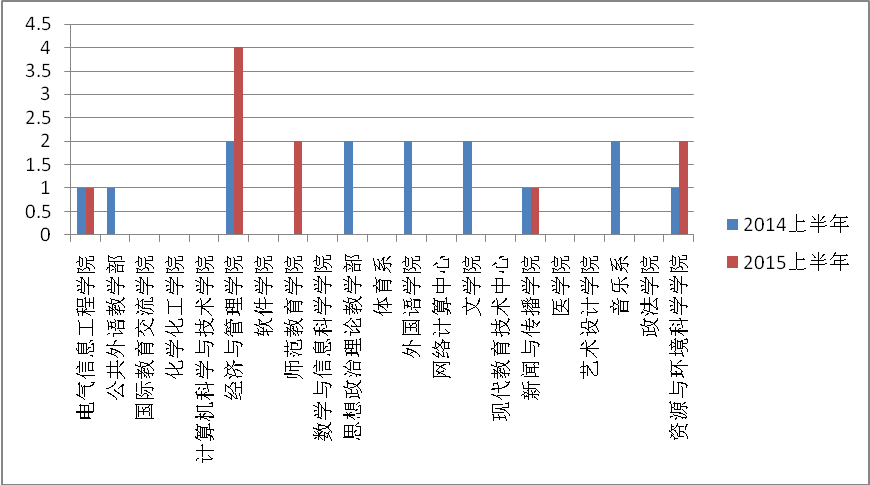 4.5
4
3.5
3
2.5
2
1.5
1
0.5
0
电气信息工程学院
公共外语教学部
国际教育交流学院
化学化工学院
计算机科学与技术学院
经济与管理学院
软件学院
师范教育学院
数学与信息科学学院
思想政治理论教学部
体育系
外国语学院
网络计算中心
文学院
现代教育技术中心
新闻与传播学院
医学院
艺术设计学院
音乐系
政法学院
资源与环境科学学院
2014上半年
2015上半年